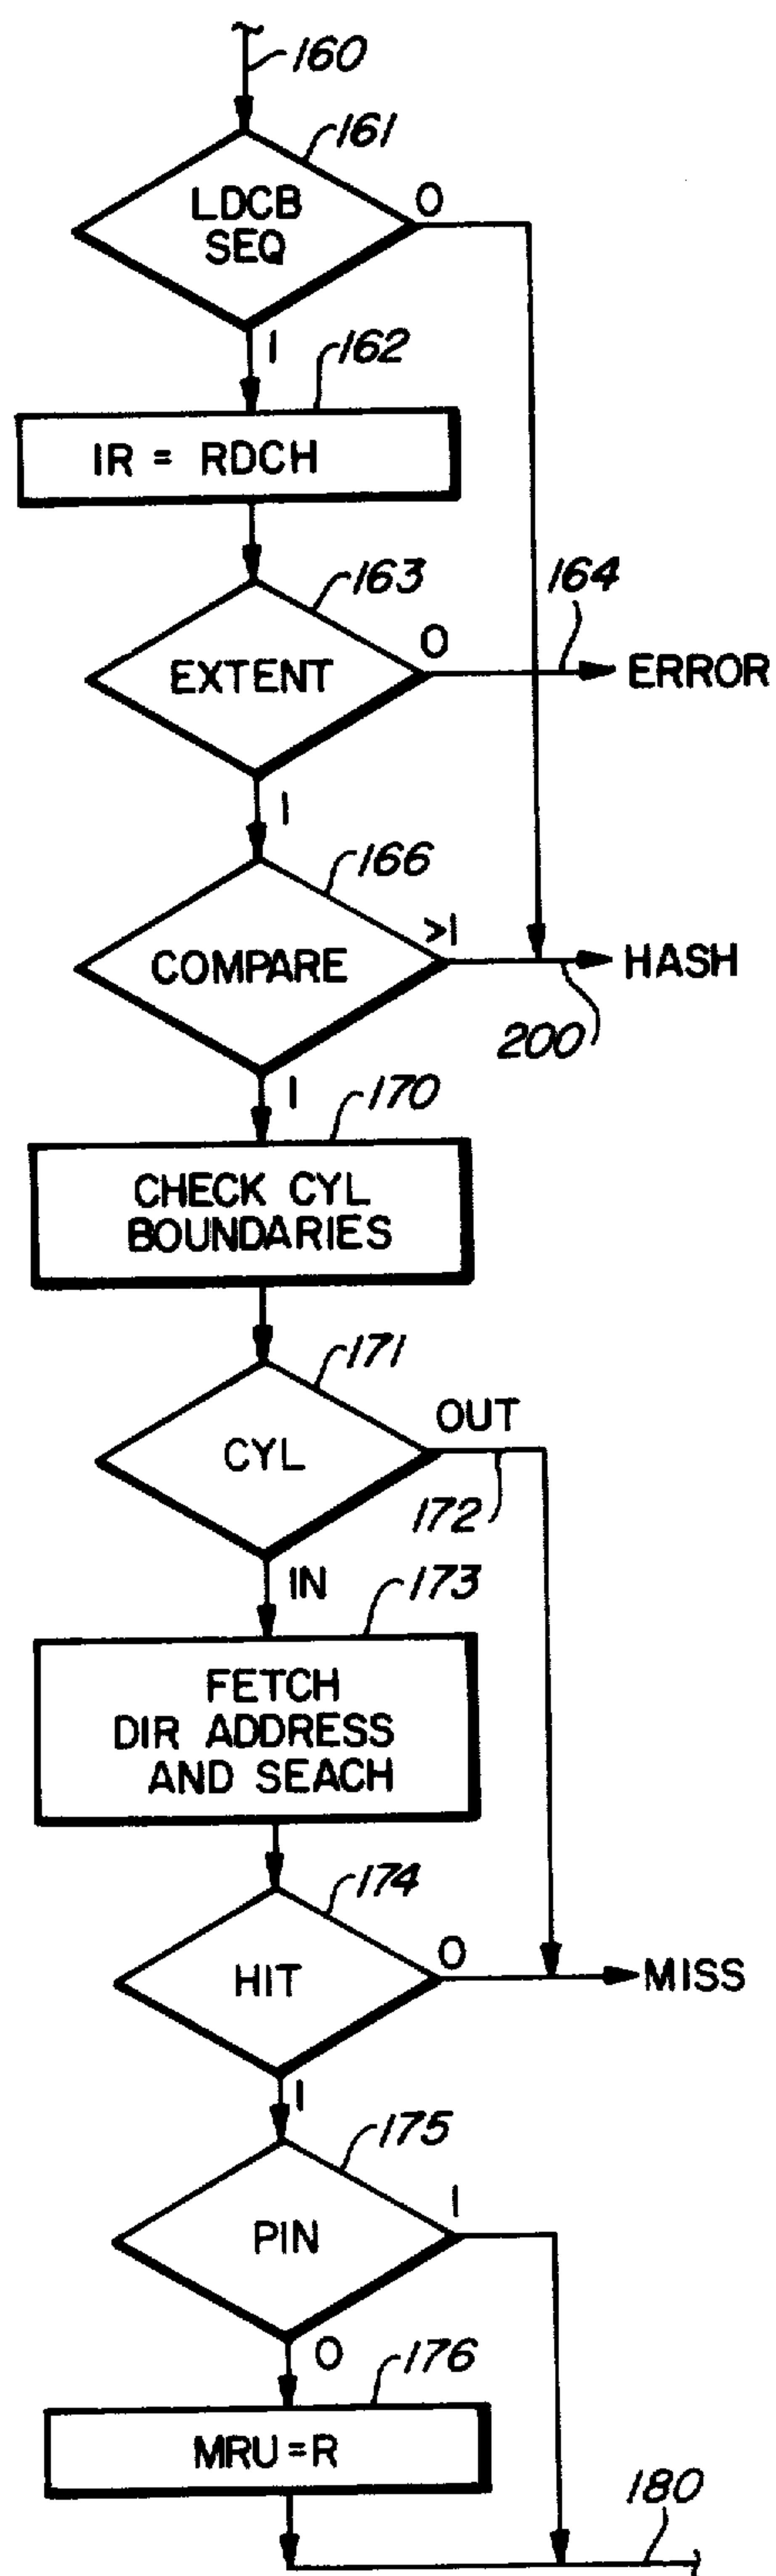 160
161
LDCB
SEQ
0
1
162
IR = RDCH
163
EXTENT
0
164
ERROR
1
166
COMPARE
>1
HASH
200
1
170
CHECK CYL
BOUNDARIES
171
CYL
OUT
172
IN
173
FETCH
DIR ADDRESS
AND SEACH
174
HIT
0
MISS
1
175
PIN
1
0
176
MRU=R
180